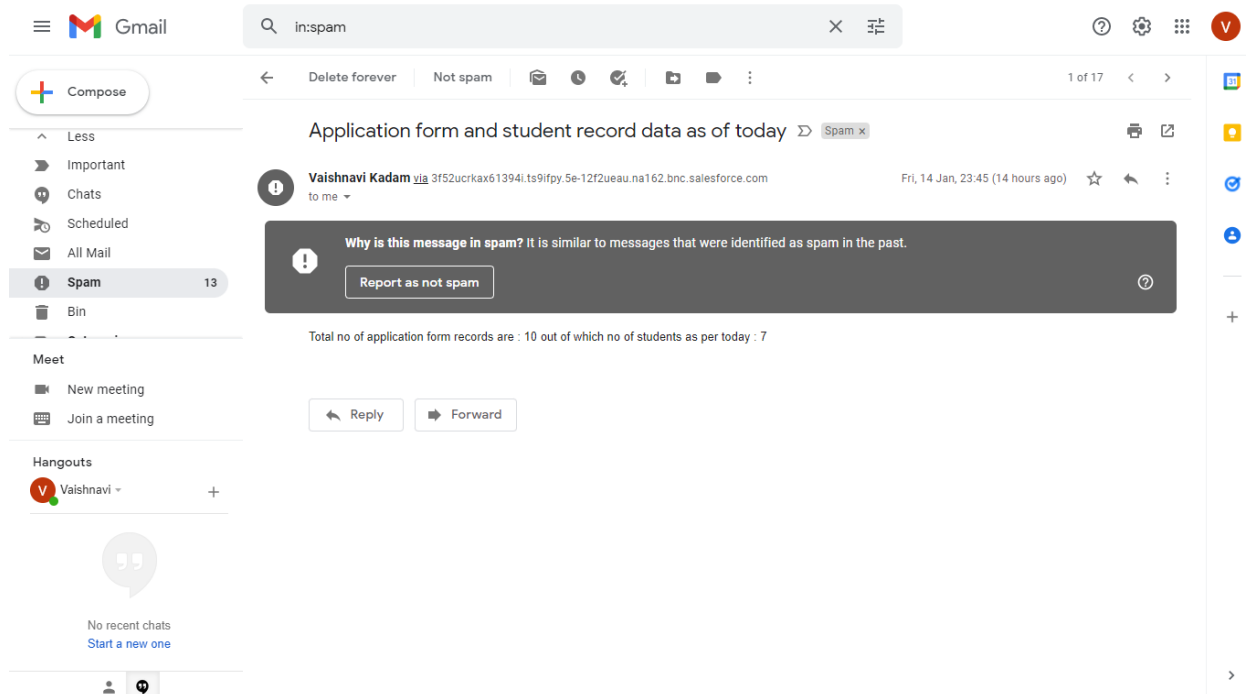 Gmail
in:spam
V
Compose
Delete forever
Not spam
1 of 17
31
Less
Important
Chats
Scheduled
All Mail
Spam 13
Bin
Application form and student record data as of today
Spam x
Vaishnavi Kadam via 3f52ucrkax61394i.ts9ifpy.5e-12f2ueau.na162.bnc.salesforce.com
Fri, 14 Jan, 23:45 (14 hours ago)
to me
Why is this message in spam? It is similar to messages that were identified as spam in the past.
Report as not spam
Total no of application form records are : 10 out of which no of students as per today : 7
Reply
Forward
Meet
New meeting
Join a meeting
Hangouts
V
Vaishnavi
No recent chats
Start a new one